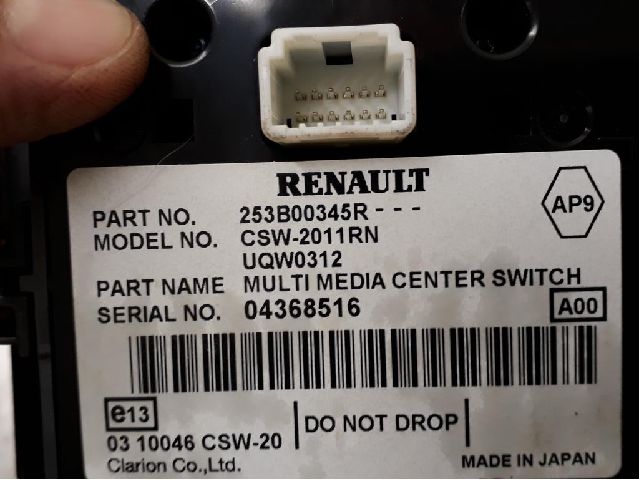 RENAULT
PART NO. 253B00345R - - -
AP9
MODEL NO. CSW-2011RN
UQW0312
PART NAME MULTI MEDIA CENTER SWITCH
SERIAL NO. 04368516
A00
e13
DO NOT DROP
03 10046 CSW-20
Clarion Co.,Ltd.
MADE IN JAPAN